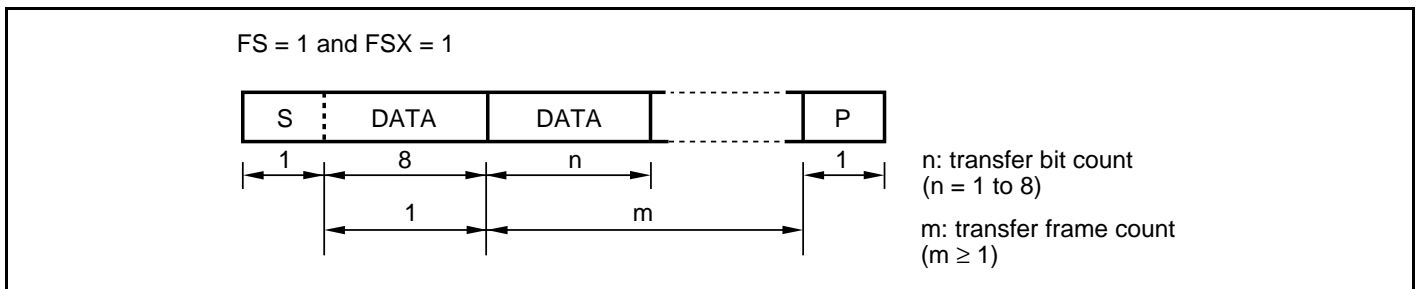 FS = 1 and FSX = 1
S DATA DATA P
1 8 n 1
1 m
n: transfer bit count
(n = 1 to 8)
m: transfer frame count
(m ≥ 1)